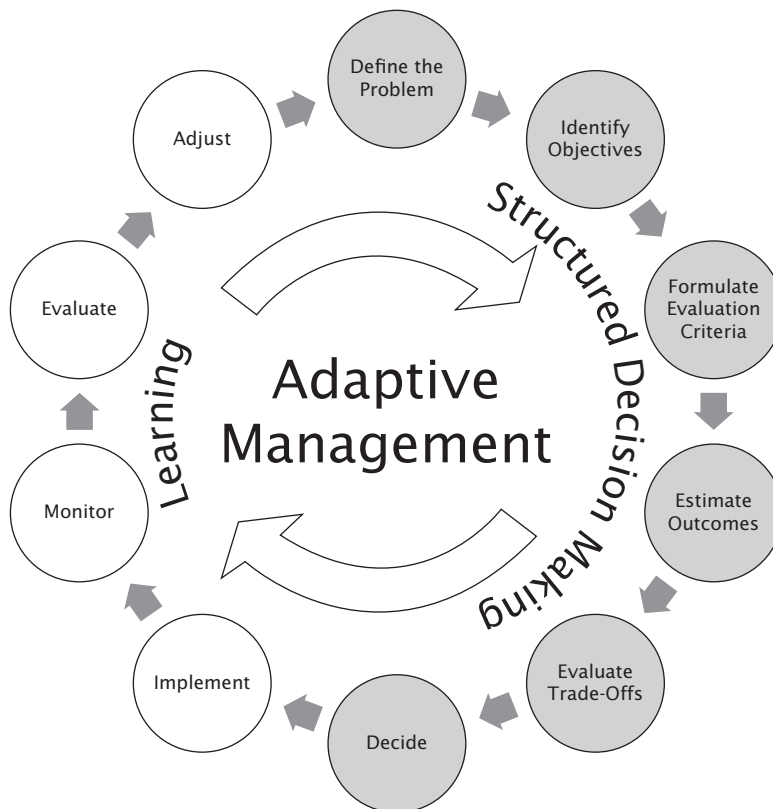 Define the
Problem
Identify
Objectives
Formulate
Evaluation
Criteria
Estimate
Outcomes
Evaluate
Trade-Offs
Decide
Implement
Monitor
Evaluate
Adjust
Structured Decision Making
Learning
Adaptive
Management